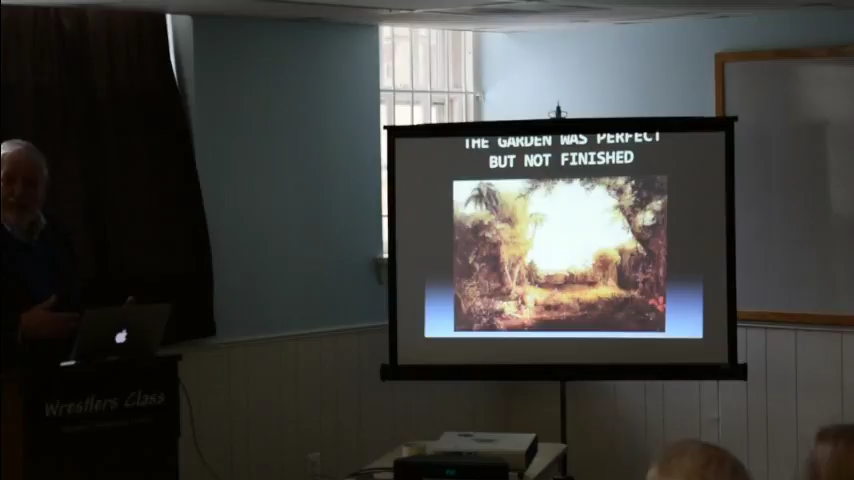 THE GARDEN WAS PERFECT
BUT NOT FINISHED
Wrestlers Class